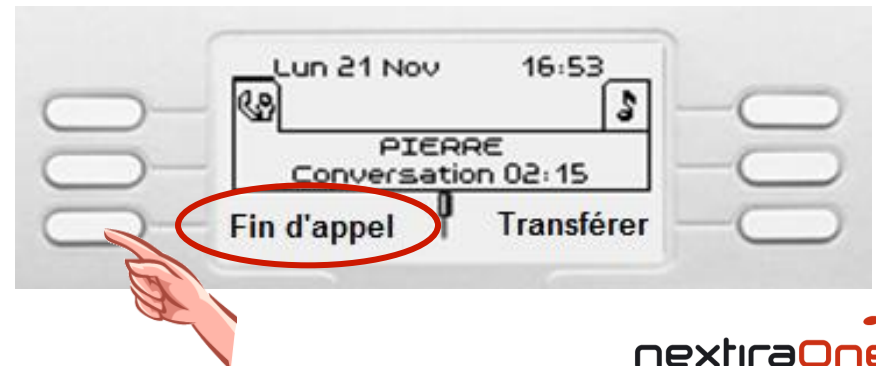 Lun 21 Nov 16:53
PIERRE
Conversation 02:15
Fin d'appel Transférer
nextiraOne